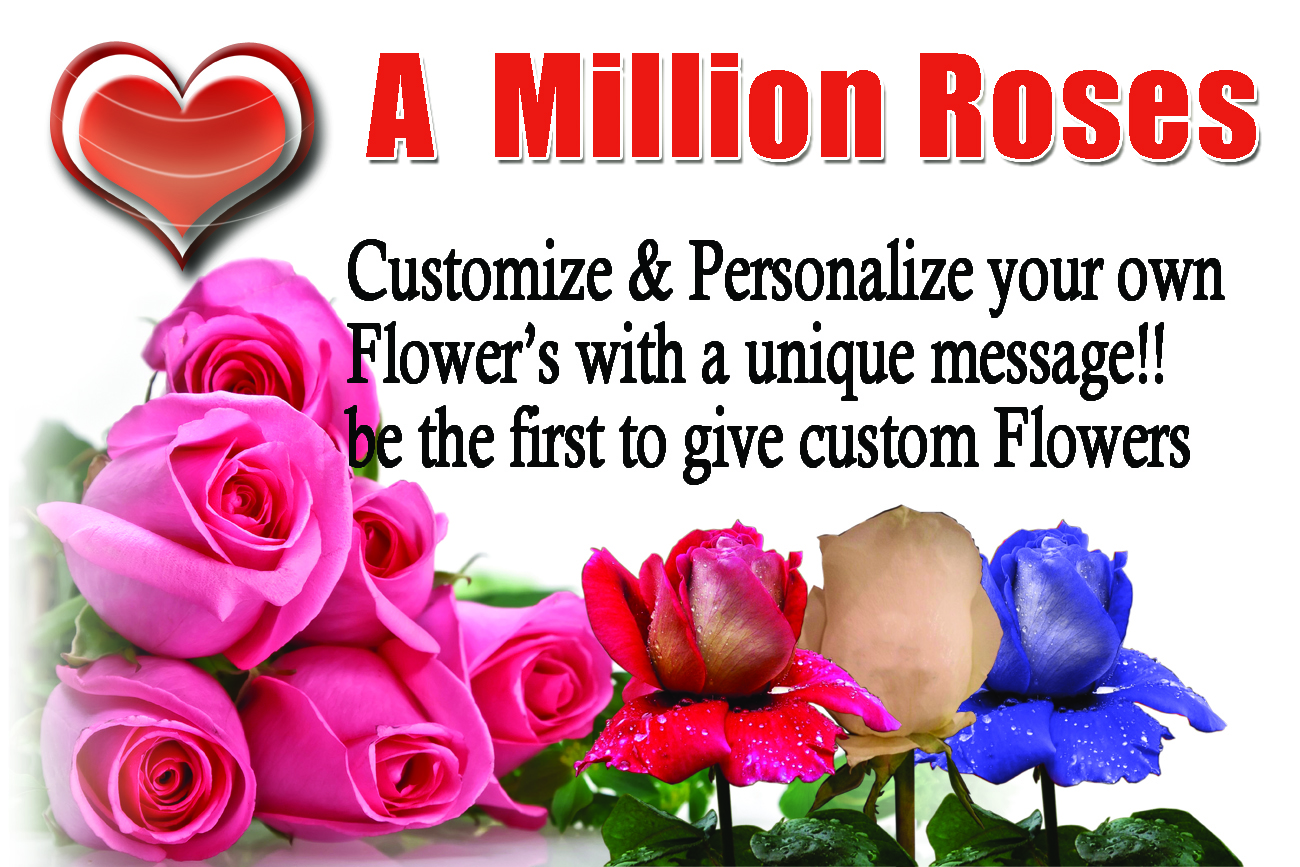 A Million Roses
Customize & Personalize your own
Flower’s with a unique message!!
be the first to give custom Flowers